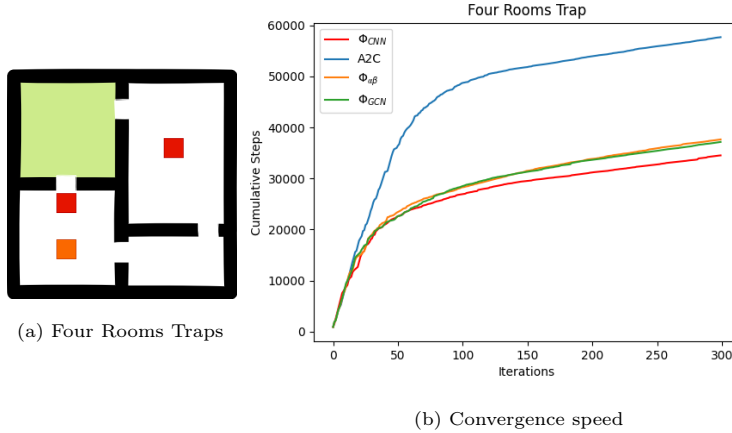 Four Rooms Trap
Φ_CNN
A2C
Φ_αβ
Φ_GCN
Cumulative Steps
60000
50000
40000
30000
20000
10000
0
0 50 100 150 200 250 300
Iterations
(a) Four Rooms Traps
(b) Convergence speed